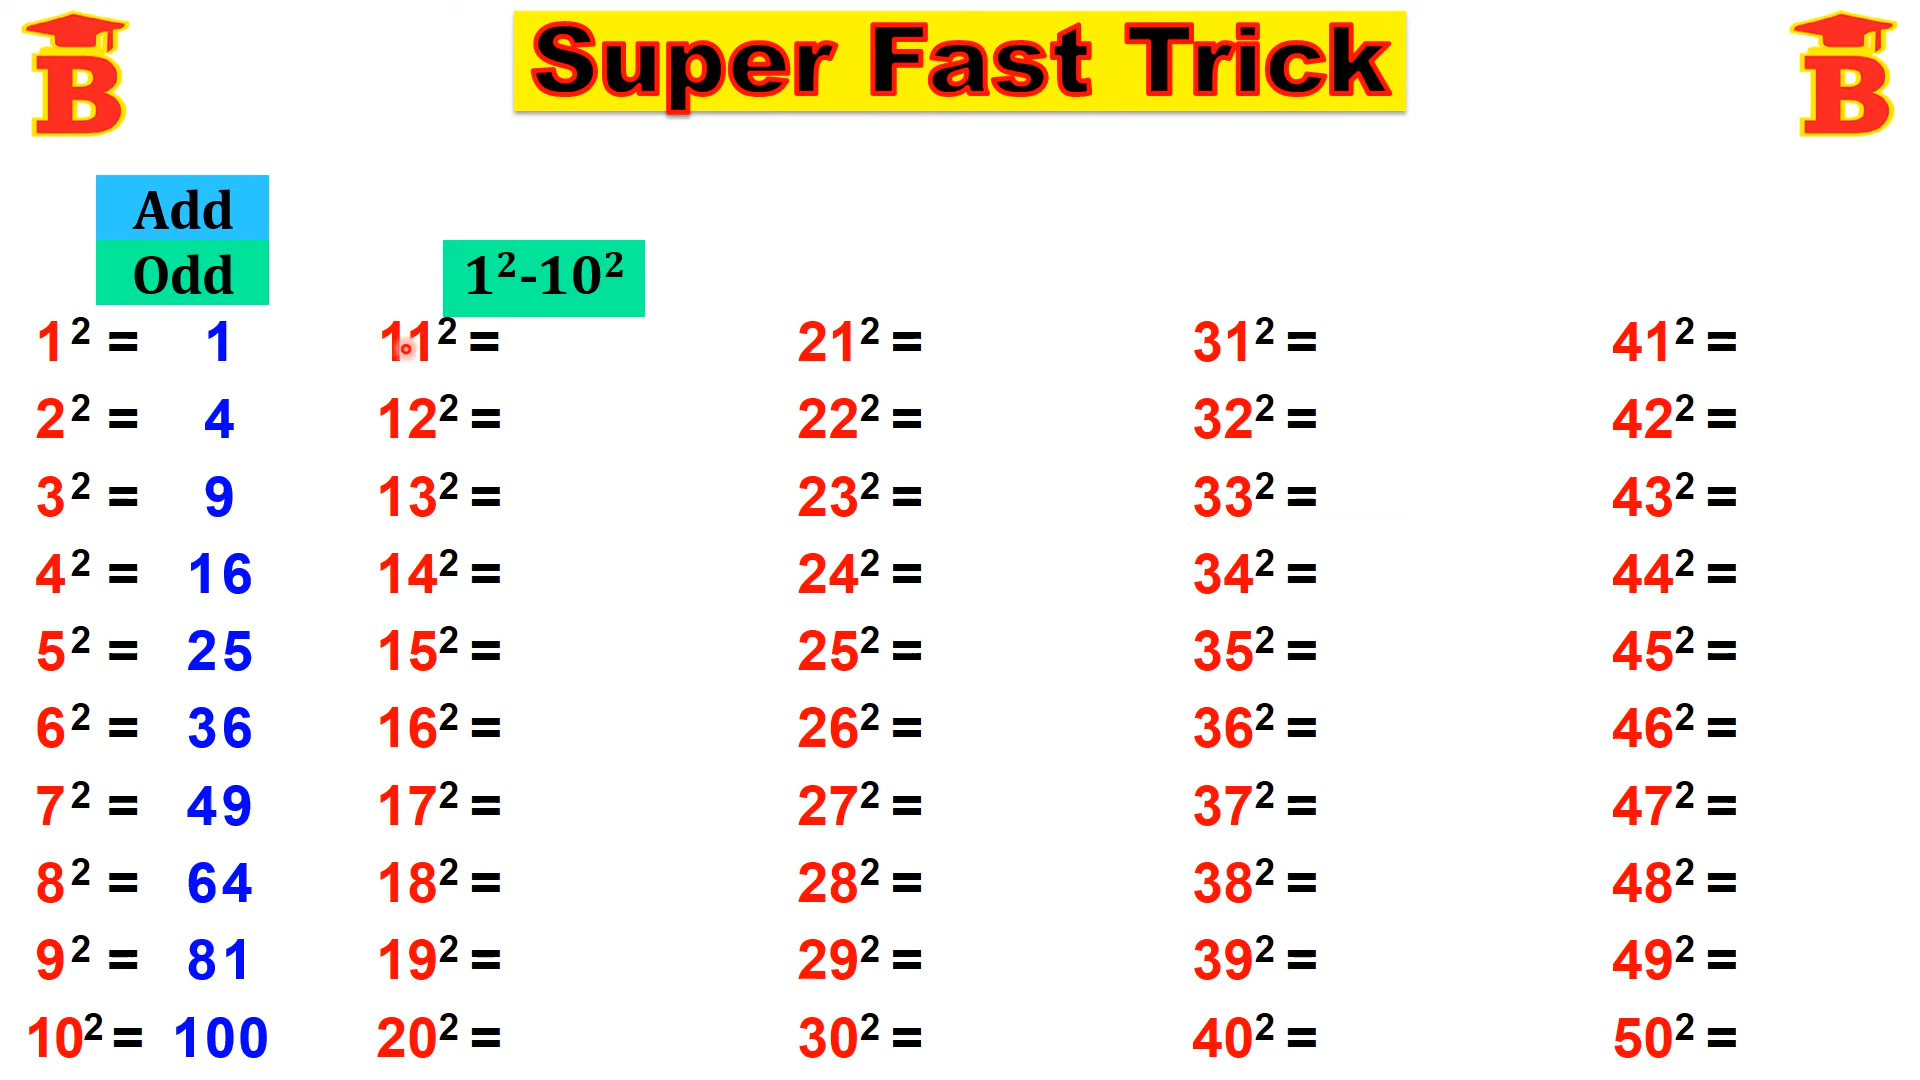 B
Super Fast Trick
B
Add
Odd
1²-10²
1² = 1
11² =
21² =
31² =
41² =
2² = 4
12² =
22² =
32² =
42² =
3² = 9
13² =
23² =
33² =
43² =
4² = 16
14² =
24² =
34² =
44² =
5² = 25
15² =
25² =
35² =
45² =
6² = 36
16² =
26² =
36² =
46² =
7² = 49
17² =
27² =
37² =
47² =
8² = 64
18² =
28² =
38² =
48² =
9² = 81
19² =
29² =
39² =
49² =
10² = 100
20² =
30² =
40² =
50² =